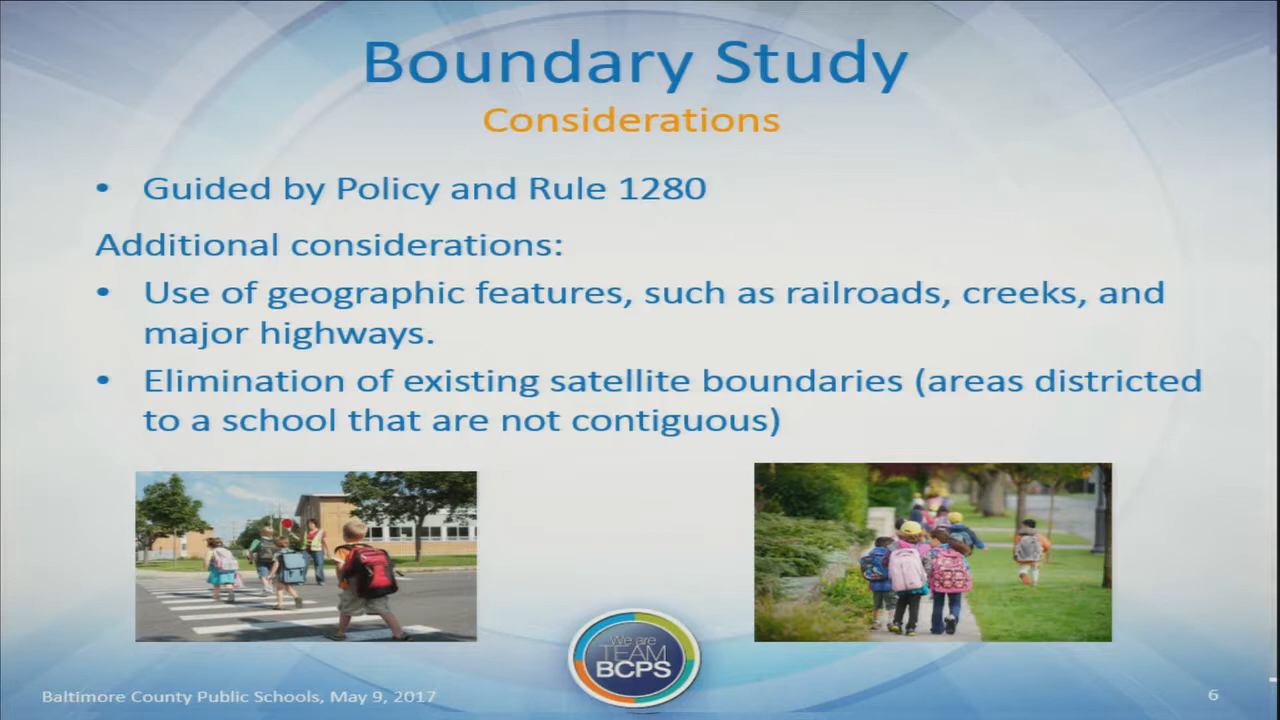 Boundary Study
Considerations
• Guided by Policy and Rule 1280
Additional considerations:
• Use of geographic features, such as railroads, creeks, and
major highways.
• Elimination of existing satellite boundaries (areas districted
to a school that are not contiguous)
We are
TEAM
BCPS
Baltimore County Public Schools, May 9, 2017
6